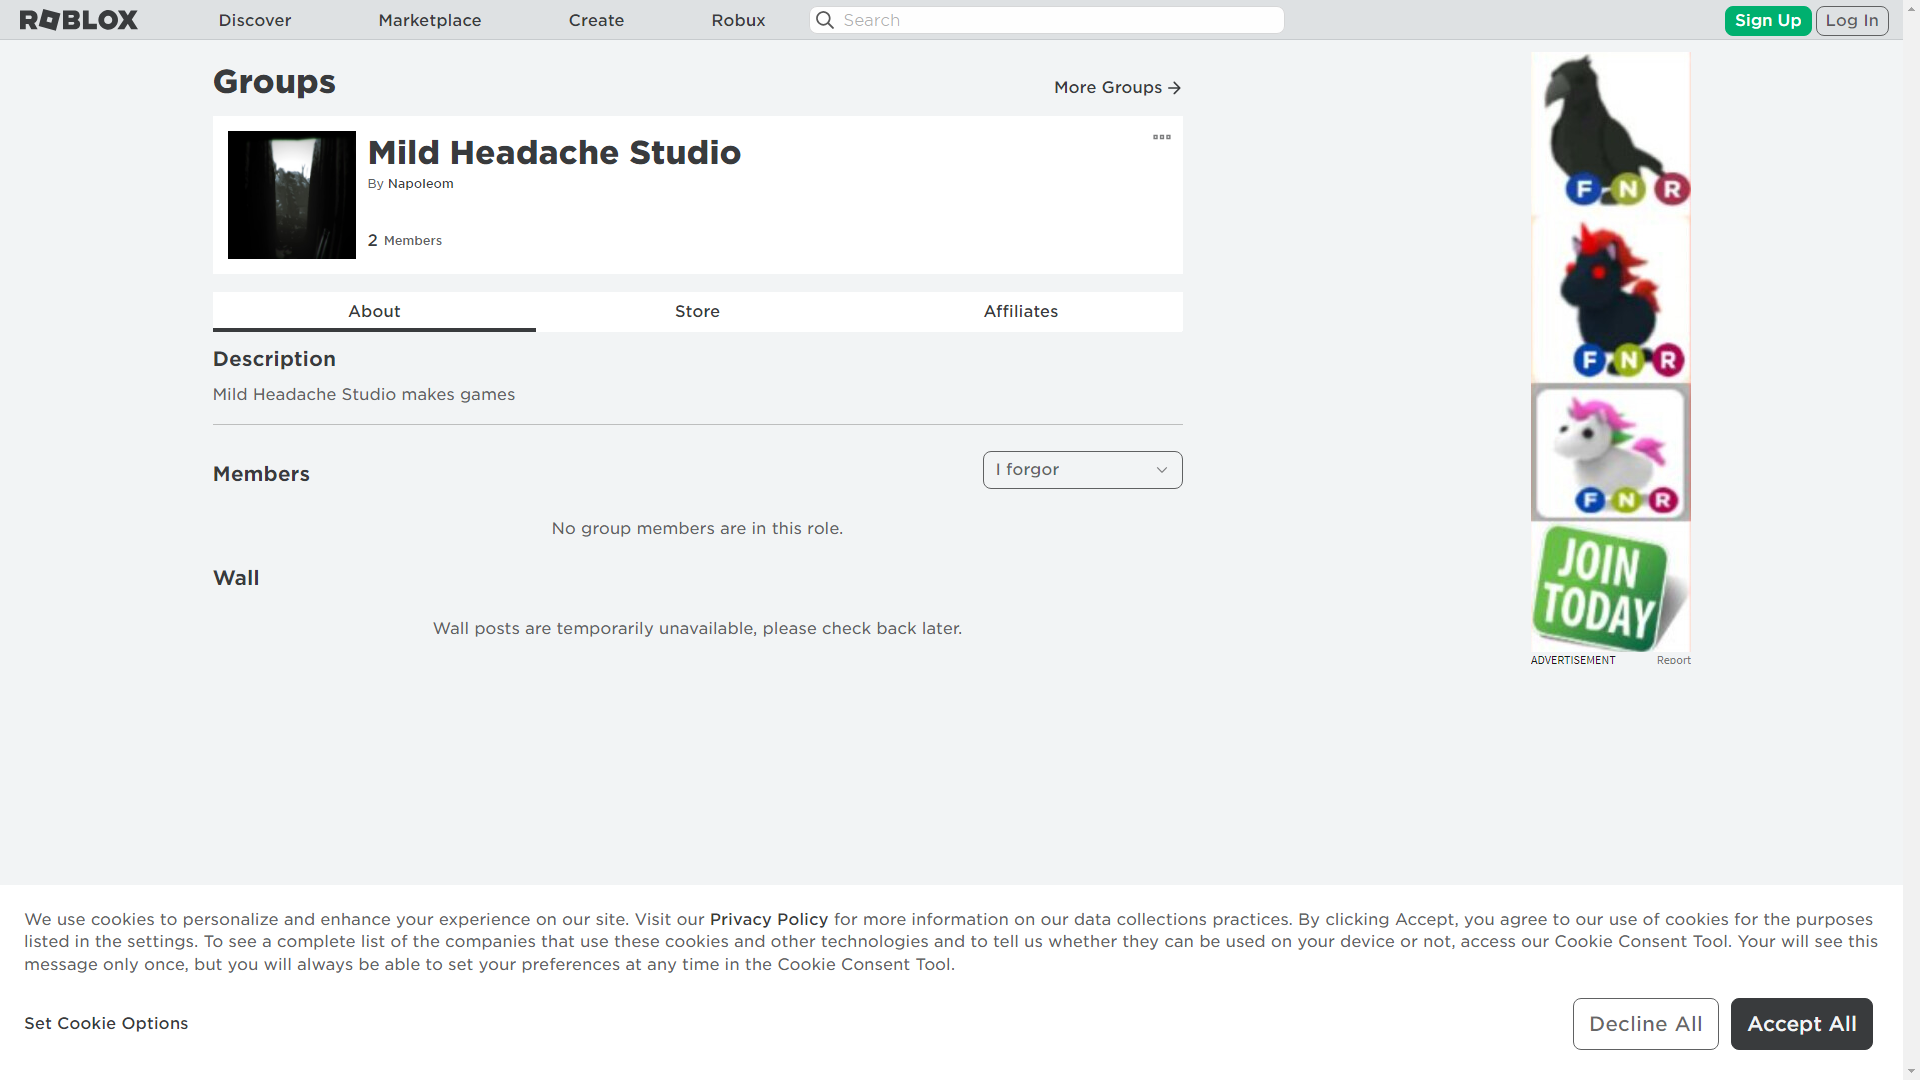 ROBLOX
Discover
Marketplace
Create
Robux
Search
Sign Up
Log In
Groups
More Groups
Mild Headache Studio
By Napoleom
2 Members
About
Store
Affiliates
Description
Mild Headache Studio makes games
Members
I forgor
No group members are in this role.
Wall
Wall posts are temporarily unavailable, please check back later.
F N R
F N R
F N R
JOIN
TODAY
ADVERTISEMENT
Report
We use cookies to personalize and enhance your experience on our site. Visit our Privacy Policy for more information on our data collections practices. By clicking Accept, you agree to our use of cookies for the purposes
listed in the settings. To see a complete list of the companies that use these cookies and other technologies and to tell us whether they can be used on your device or not, access our Cookie Consent Tool. Your will see this
message only once, but you will always be able to set your preferences at any time in the Cookie Consent Tool.
Set Cookie Options
Decline All
Accept All